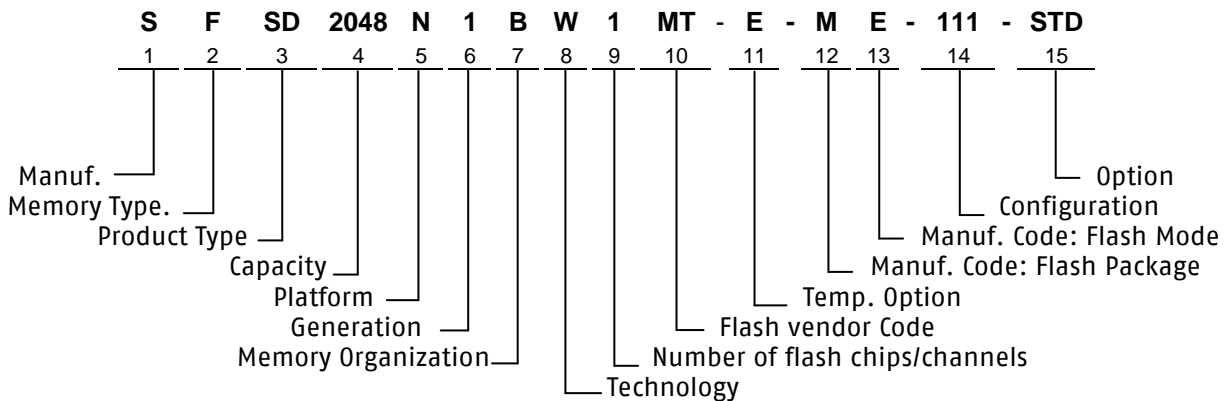 S F SD 2048 N 1 B W 1 MT - E - M E - 111 - STD
1 2 3 4 5 6 7 8 9 10 11 12 13 14 15
Manuf. Option
Memory Type. Configuration
Product Type Manuf. Code: Flash Mode
Capacity Manuf. Code: Flash Package
Platform Temp. Option
Generation Flash vendor Code
Memory Organization Number of flash chips/channels
Technology